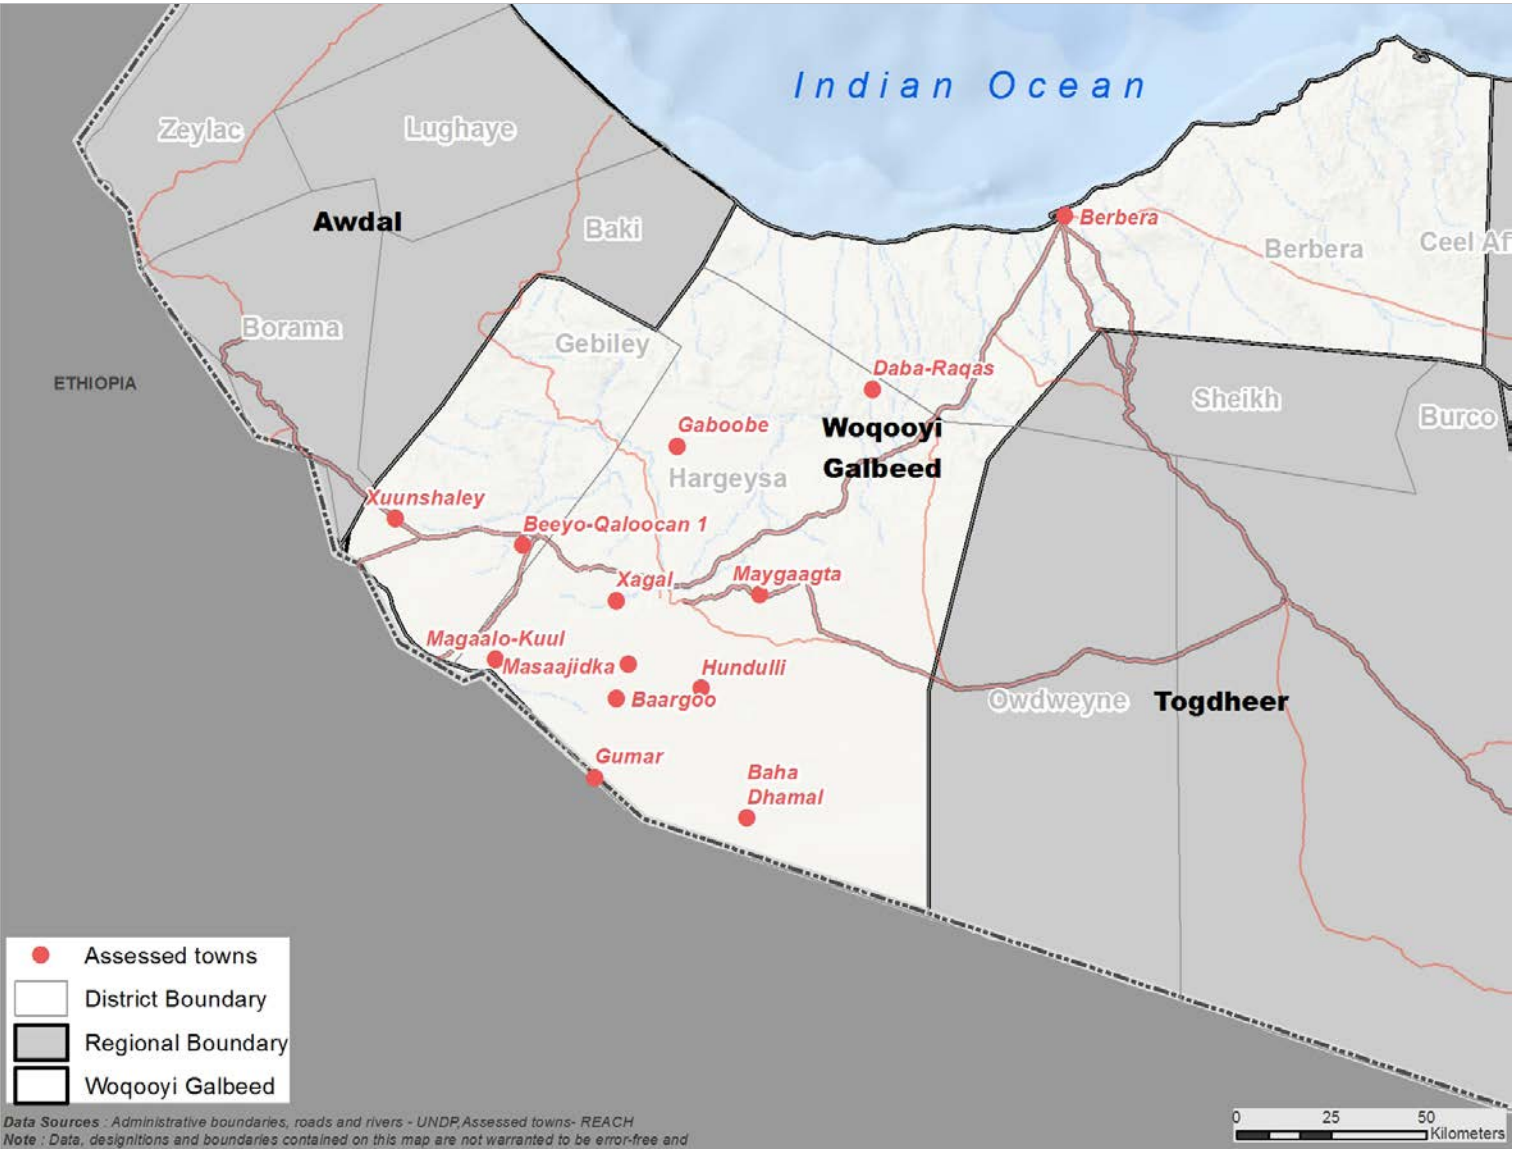 Indian Ocean
Zeylac
Lughaye
Awdal
Baki
Berbera
Berbera
Ceel Af
Borama
Gebiley
ETHIOPIA
Daba-Raqas
Sheikh
Burco
Gaboobe
Woqooyi
Galbeed
Hargeysa
Xuunshaley
Beeyo-Qaloocan 1
Xagal
Maygaagta
Magaalo-Kuul
Masaajidka
Hundulli
Baargoo
Owdweyne
Togdheer
Gumar
Baha
Dhamal
Assessed towns
District Boundary
Regional Boundary
Woqooyi Galbeed
Data Sources : Administrative boundaries, roads and rivers - UNDP,Assessed towns- REACH
Note : Data, designitions and boundaries contained on this map are not warranted to be error-free and
0 25 50
Kilometers